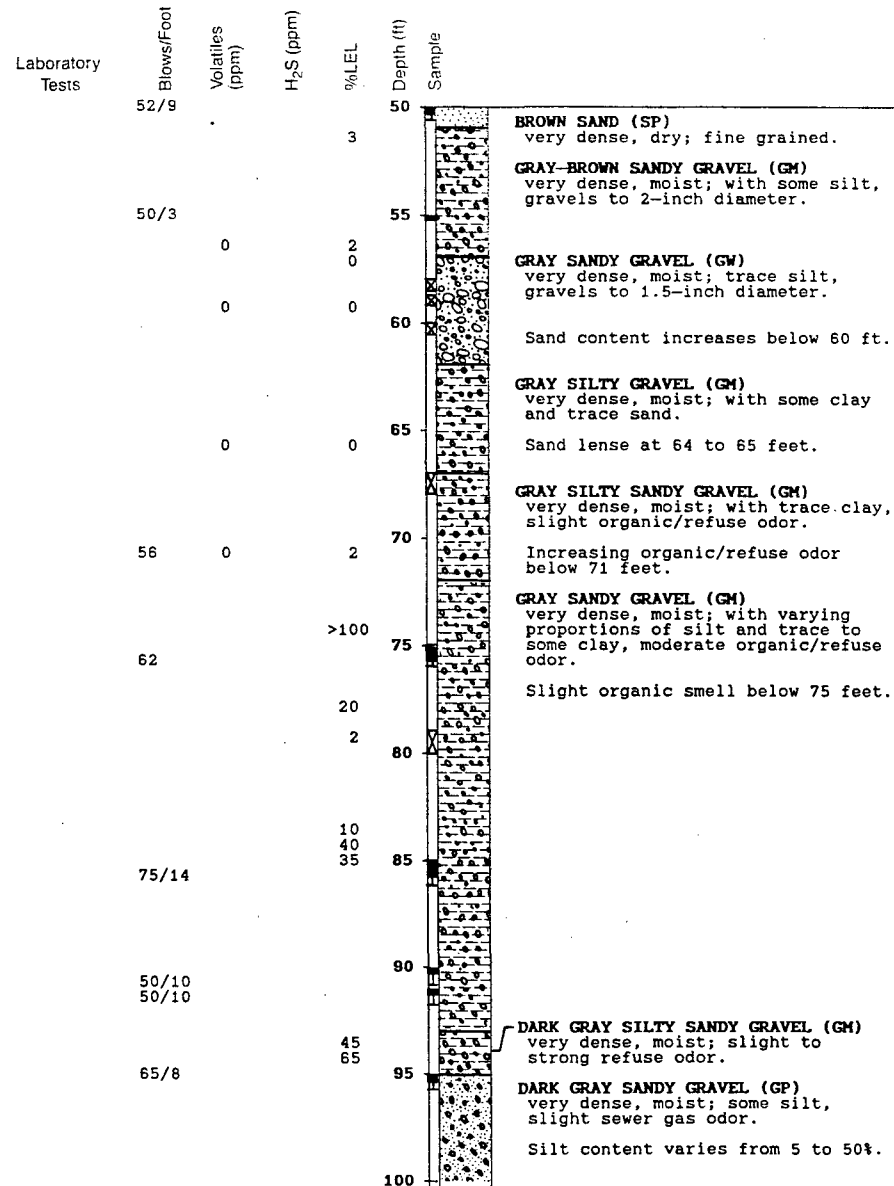 Laboratory
Tests
Blows/Foot
Volatiles
(ppm)
H2S (ppm)
%LEL
Depth (ft)
Sample
52/9 50
BROWN SAND (SP)
very dense, dry; fine grained.
3
GRAY-BROWN SANDY GRAVEL (GM)
very dense, moist; with some silt,
gravels to 2-inch diameter.
50/3 55
0 2
0
GRAY SANDY GRAVEL (GW)
very dense, moist; trace silt,
gravels to 1.5-inch diameter.
0 0
60
Sand content increases below 60 ft.
GRAY SILTY GRAVEL (GM)
very dense, moist; with some clay
and trace sand.
65
0 0 Sand lense at 64 to 65 feet.
GRAY SILTY SANDY GRAVEL (GM)
very dense, moist; with trace clay,
slight organic/refuse odor.
70
56 0 2 Increasing organic/refuse odor
below 71 feet.
GRAY SANDY GRAVEL (GM)
very dense, moist; with varying
proportions of silt and trace to
some clay, moderate organic/refuse
odor.
>100
75
62
Slight organic smell below 75 feet.
20
2
80
10
40
35 85
75/14
90
50/10
50/10
DARK GRAY SILTY SANDY GRAVEL (GM)
very dense, moist; slight to
strong refuse odor.
45
65
65/8 95
DARK GRAY SANDY GRAVEL (GP)
very dense, moist; some silt,
slight sewer gas odor.
Silt content varies from 5 to 50%.
100